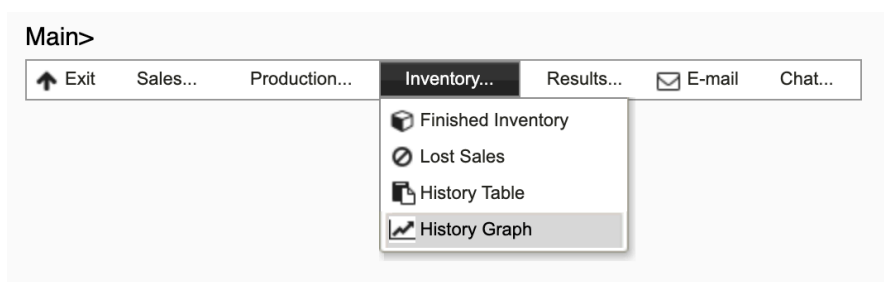 Main>
Exit Sales... Production... Inventory... Results... E-mail Chat...
Finished Inventory
Lost Sales
History Table
History Graph